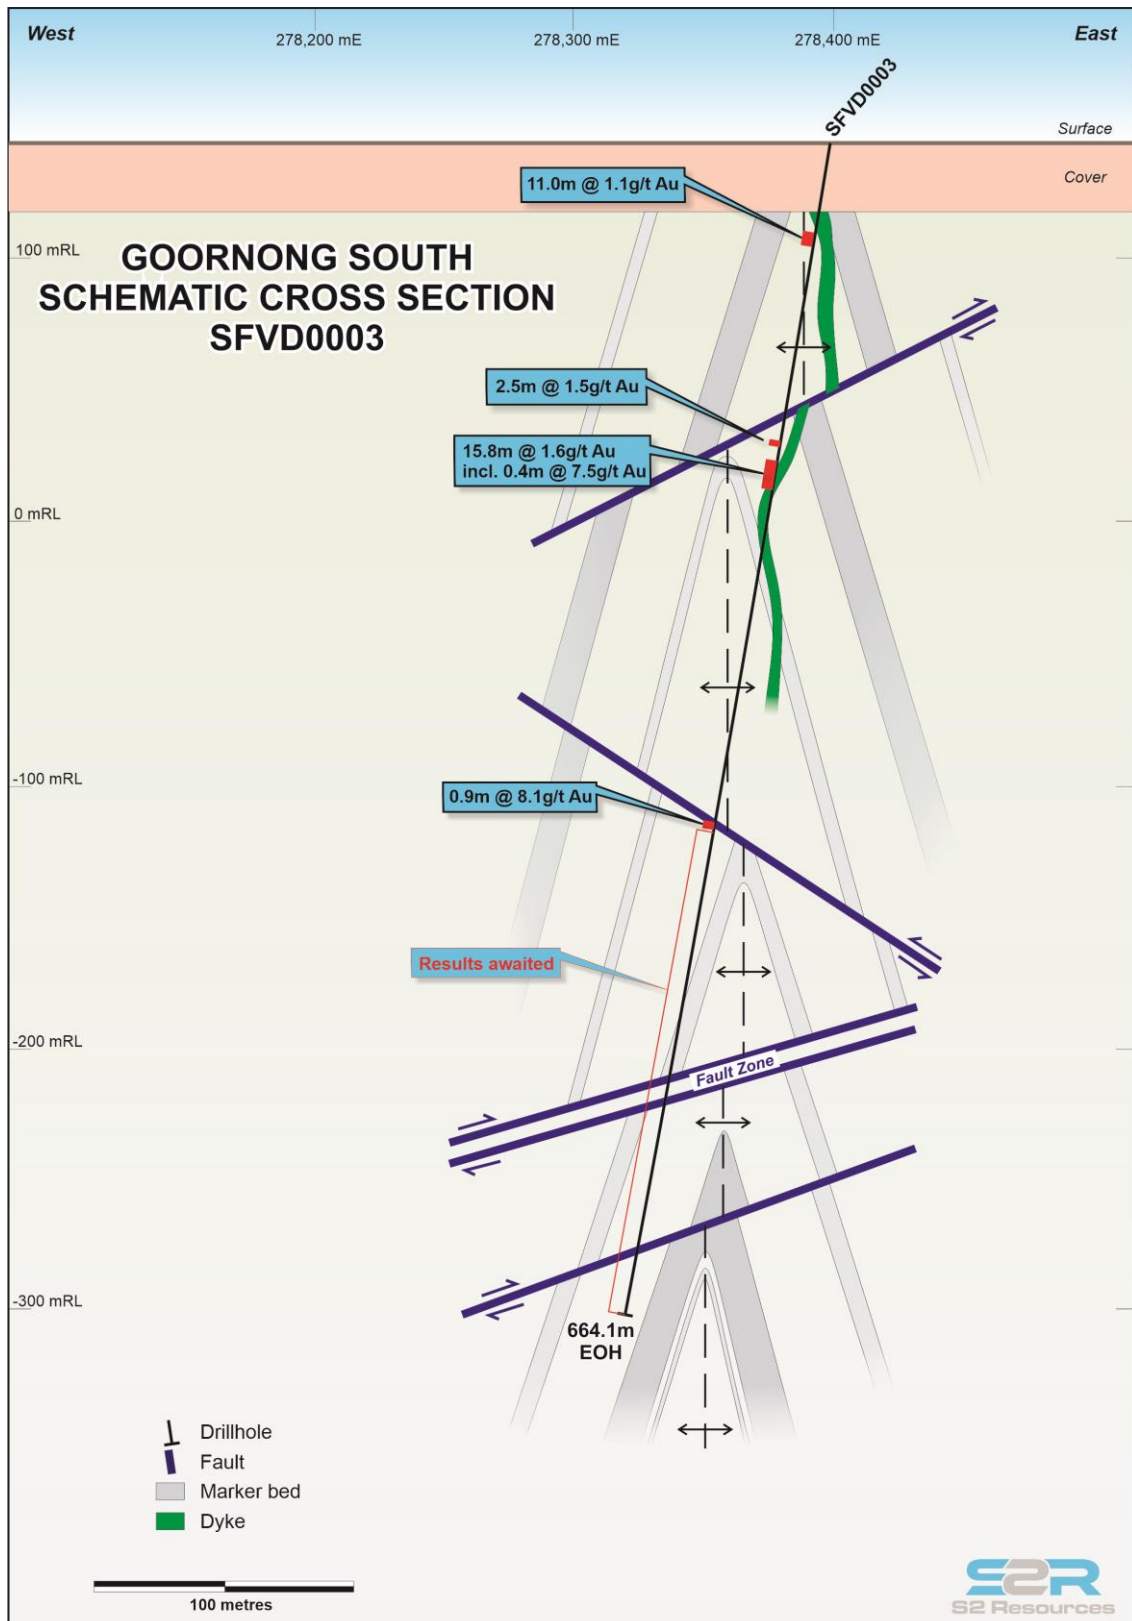 West
278,200 mE
278,300 mE
278,400 mE
East
SFVD0003
Surface
Cover
11.0m @ 1.1g/t Au
100 mRL
GOORNONG SOUTH
SCHEMATIC CROSS SECTION
SFVD0003
2.5m @ 1.5g/t Au
15.8m @ 1.6g/t Au
incl. 0.4m @ 7.5g/t Au
0 mRL
-100 mRL
0.9m @ 8.1g/t Au
Results awaited
-200 mRL
Fault Zone
-300 mRL
664.1m
EOH
Drillhole
Fault
Marker bed
Dyke
100 metres
S2R
S2 Resources